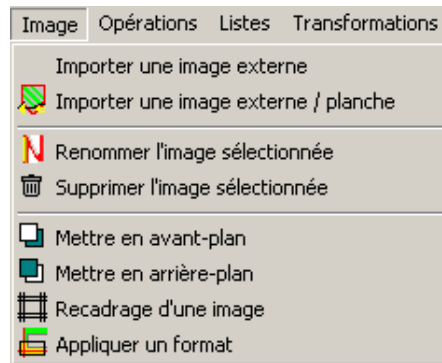 Image Opérations Listes Transformations
Importer une image externe
Importer une image externe / planche
Renommer l'image sélectionnée
Supprimer l'image sélectionnée
Mettre en avant-plan
Mettre en arrière-plan
Recadrage d'une image
Appliquer un format